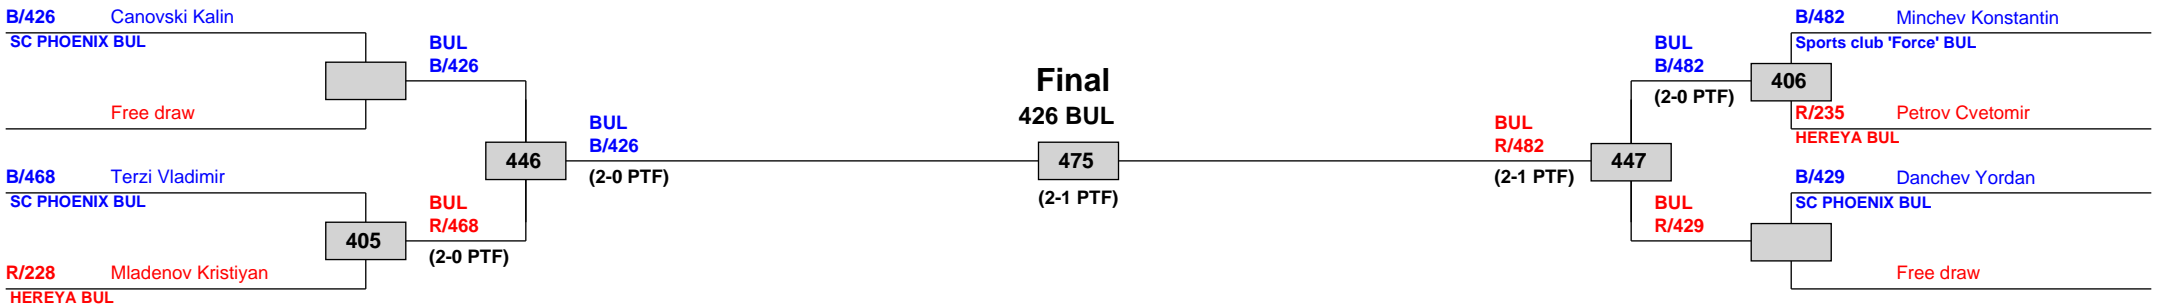 B/426 Canovski Kalin
SC PHOENIX BUL
BUL
B/426
Free draw
B/468 Terzi Vladimir
SC PHOENIX BUL
405
BUL
R/468
(2-0 PTF)
R/228 Mladenov Kristiyan
HEREYA BUL
446
BUL
B/426
(2-0 PTF)
Final
426 BUL
475
(2-1 PTF)
BUL
R/482
(2-1 PTF)
447
BUL
B/482
(2-0 PTF)
406
B/482 Minchev Konstantin
Sports club 'Force' BUL
R/235 Petrov Cvetomir
HEREYA BUL
B/429 Danchev Yordan
SC PHOENIX BUL
BUL
R/429
Free draw